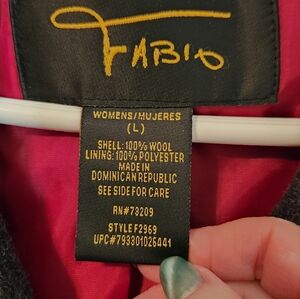 FABIO
WOMENS/MUJERES
(L)
SHELL: 100% WOOL
LINING: 100% POLYESTER
MADE IN
DOMINICAN REPUBLIC
SEE SIDE FOR CARE
RN#73209
STYLE F2969
UPC#793301026441